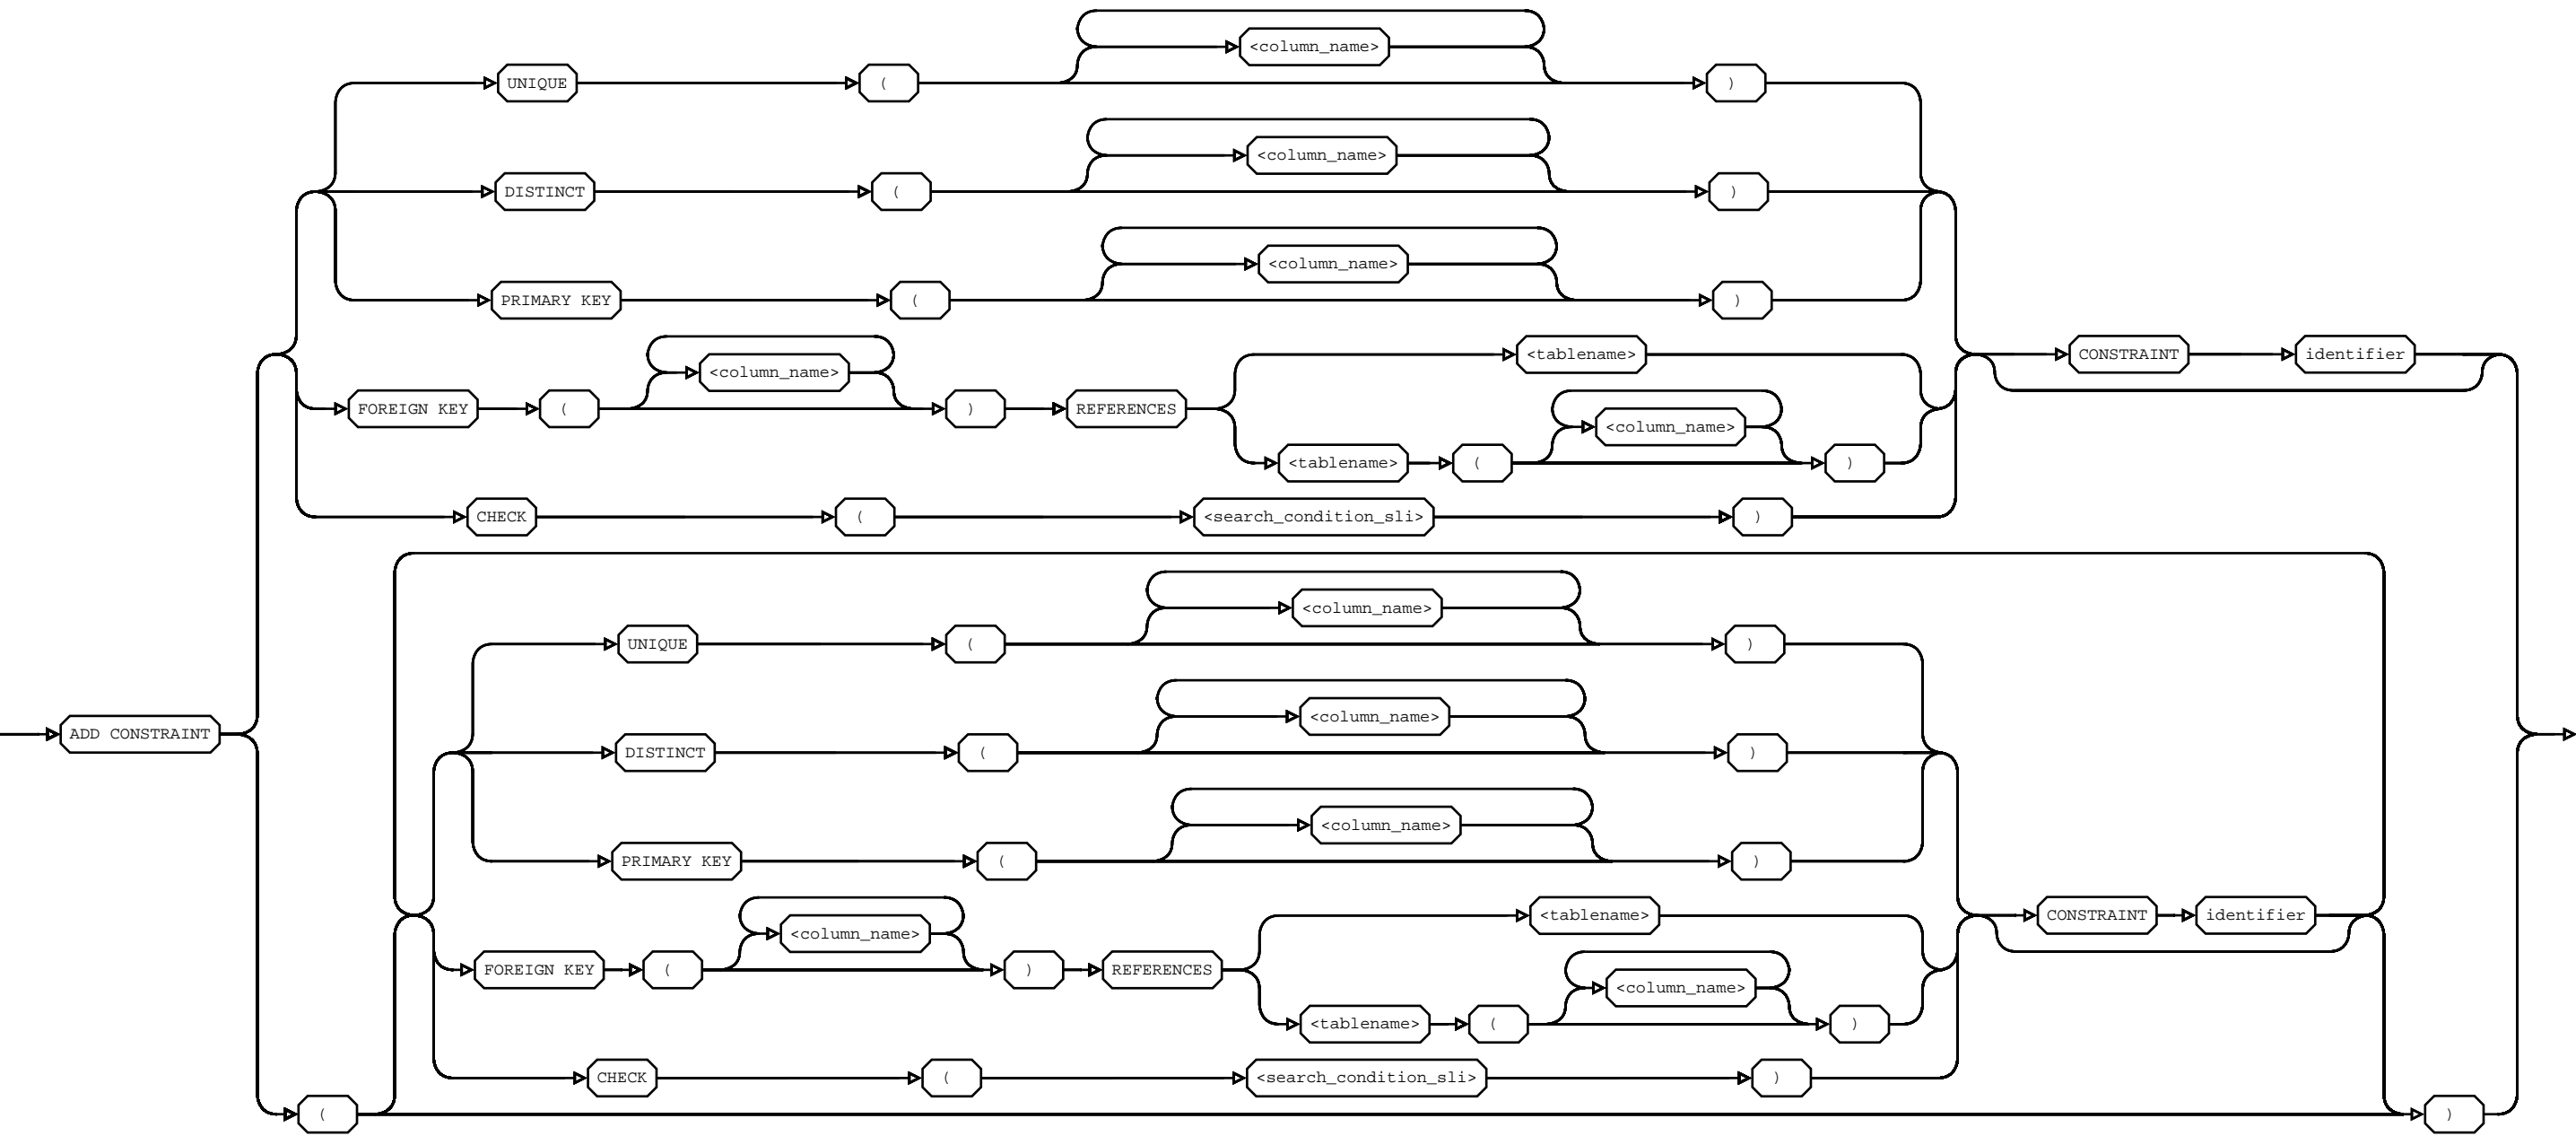 <column_name>
UNIQUE ( )
<column_name>
DISTINCT ( )
<column_name>
PRIMARY KEY ( )
<tablename> CONSTRAINT identifier
<column_name>
FOREIGN KEY ( ) REFERENCES
<column_name>
<tablename> ( )
CHECK ( <search_condition_sli> )
<column_name>
UNIQUE ( )
<column_name>
ADD CONSTRAINT
DISTINCT ( )
<column_name>
PRIMARY KEY ( )
<tablename> CONSTRAINT identifier
<column_name>
FOREIGN KEY ( ) REFERENCES
<column_name>
<tablename> ( )
CHECK ( <search_condition_sli> )
( )